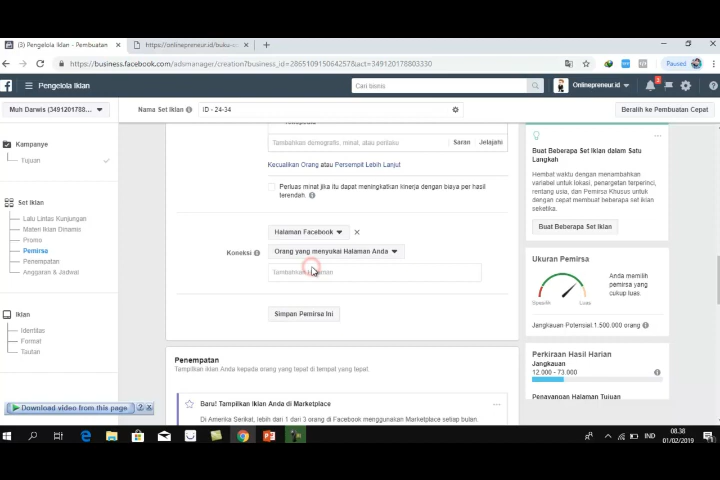 (3) Pengelola Iklan - Pembuatan
https://onlinepreneur.id/buku-o
https://business.facebook.com/adsmanager/creation?business_id=286510915064257&act=3491201788803330
Paused
Pengelola Iklan
Cari bisnis
Onlinepreneur.id
Muh Darwis (3491201788...
Nama Set Iklan
ID - 24-34
Beralih ke Pembuatan Cepat
Kampanye
Tujuan
Set Iklan
Lalu Lintas Kunjungan
Materi Iklan Dinamis
Promo
Pemirsa
Penempatan
Anggaran & Jadwal
Iklan
Identitas
Format
Tautan
Tambahkan demografis, minat, atau perilaku
Saran
Jelajahi
Kecualikan Orang atau Persempit Lebih Lanjut
Perluas minat jika itu dapat meningkatkan kinerja dengan biaya per hasil
terendah.
Halaman Facebook
Koneksi
Orang yang menyukai Halaman Anda
Simpan Pemirsa Ini
Penempatan
Tampilkan iklan Anda kepada orang yang tepat di tempat yang tepat.
Baru! Tampilkan Iklan Anda di Marketplace
Di Amerika Serikat, lebih dari 1 dari 3 orang di Facebook menggunakan Marketplace setiap bulan.
Buat Beberapa Set Iklan dalam Satu
Langkah
Hemat waktu dengan menambahkan
variabel untuk lokasi, penargetan terperinci,
rentang usia, dan Pemirsa Khusus untuk
dengan cepat membuat beberapa set iklan
sekaligus.
Buat Beberapa Set Iklan
Ukuran Pemirsa
Anda memilih
pemirsa yang
cukup luas.
Spesifik
Luas
Jangkauan Potensial:1.500.000 orang
Perkiraan Hasil Harian
Jangkauan
12.000 - 73.000
Penayangan Halaman Tujuan
Download video from this page
IND
08.38
01/02/2019